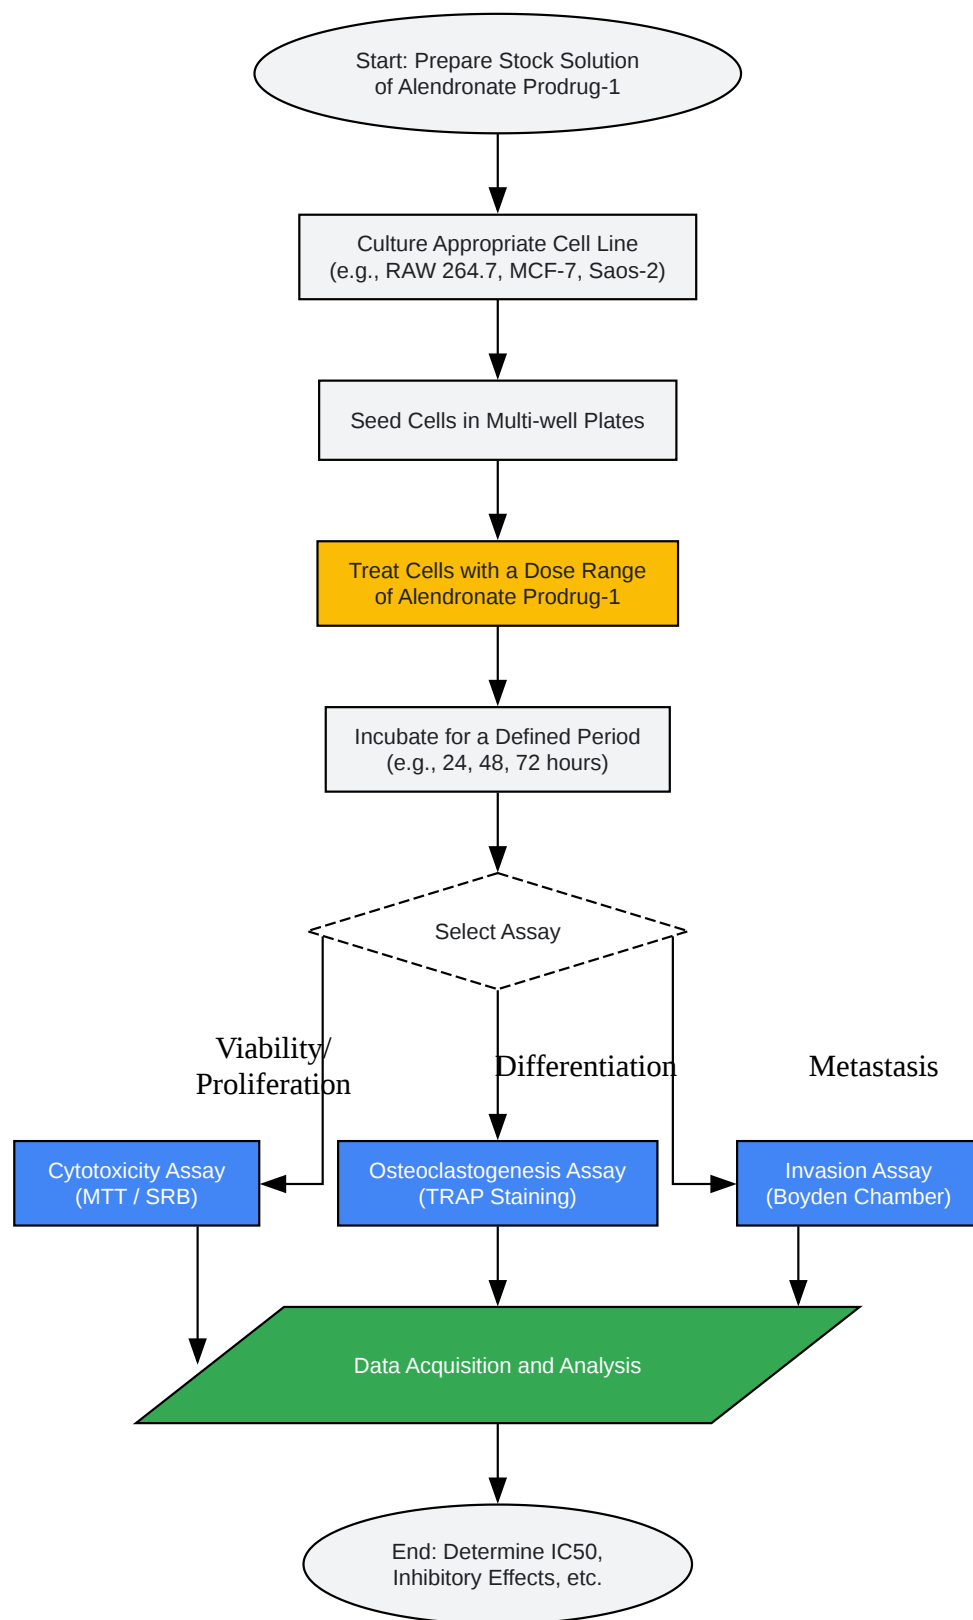 Start: Prepare Stock Solution
of Alendronate Prodrug-1
Culture Appropriate Cell Line
(e.g., RAW 264.7, MCF-7, Saos-2)
Seed Cells in Multi-well Plates
Treat Cells with a Dose Range
of Alendronate Prodrug-1
Incubate for a Defined Period
(e.g., 24, 48, 72 hours)
Select Assay
Viability/
Proliferation
Differentiation
Metastasis
Cytotoxicity Assay
(MTT / SRB)
Osteoclastogenesis Assay
(TRAP Staining)
Invasion Assay
(Boyden Chamber)
Data Acquisition and Analysis
End: Determine IC50,
Inhibitory Effects, etc.